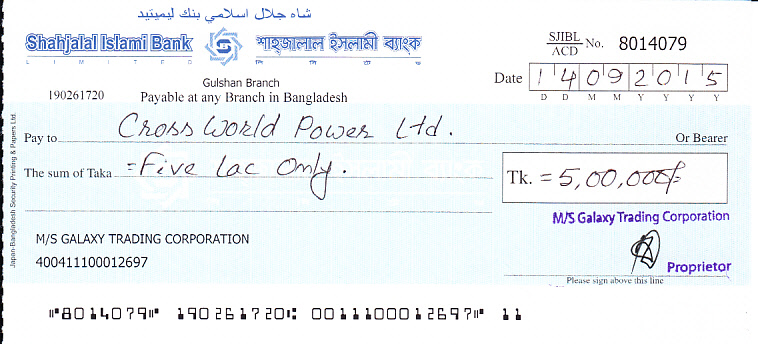 شاه جلال اسلامي بنك ليميتيد
Shahjalal Islami Bank শাহ্‌জালাল ইসলামী ব্যাংক
LIMITED লিমিটেড
SJIBL
ACD No. 8014079
Gulshan Branch
190261720 Payable at any Branch in Bangladesh
Date 14092015
D D M M Y Y Y Y
Pay to Cross World Power Ltd. Or Bearer
The sum of Taka =Five Lac Only. Tk. =5,00,000/=
M/S Galaxy Trading Corporation
M/S GALAXY TRADING CORPORATION
400411100012697
Proprietor
Please sign above this line
Japon-Bangladesh Security Printing & Papers Ltd.
⑈8014079⑈ 190261720⑆ 0011100012697⑈ 11